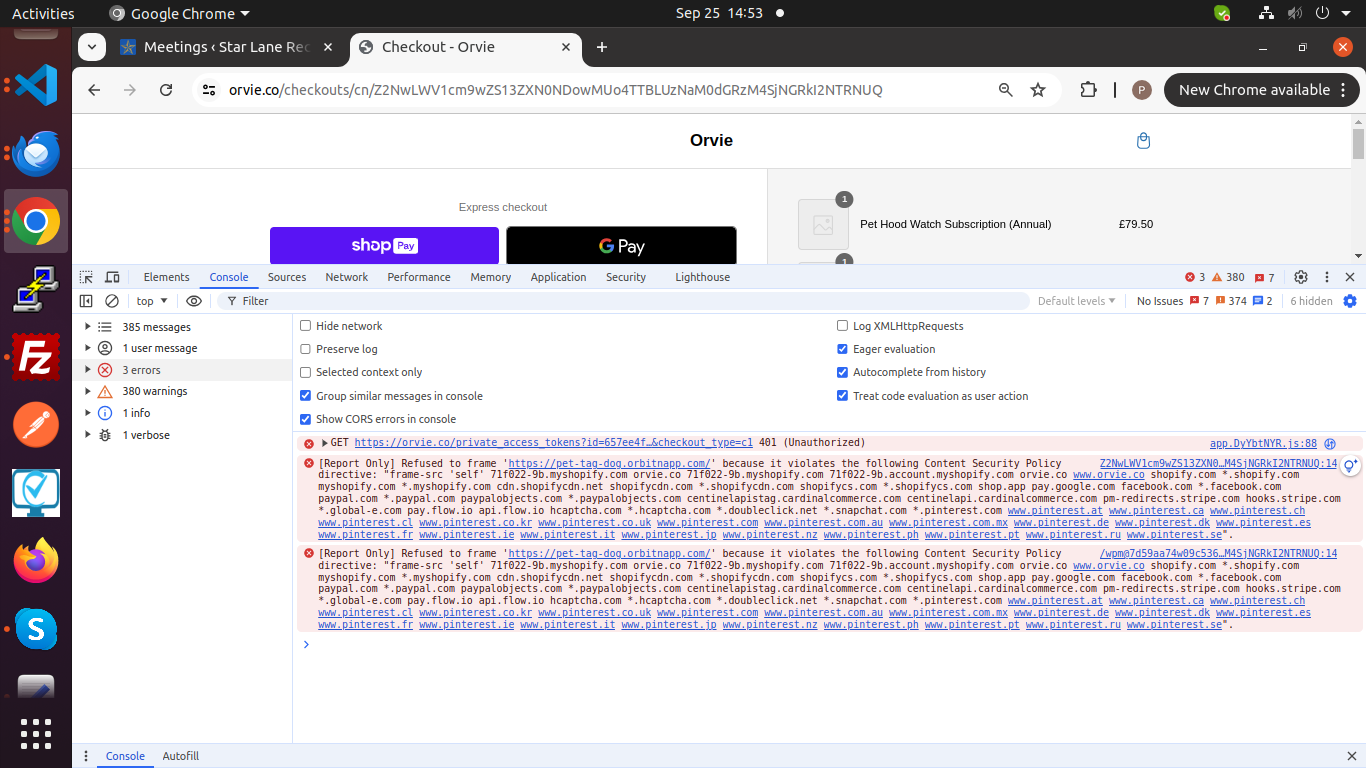 Activities Google Chrome Sep 25 14:53
Meetings ‹ Star Lane Rec Checkout - Orvie
orvie.co/checkouts/cn/Z2NwLWV1cm9wZS13ZXN0NDowMUo4TTBLUzNaM0dGRzM4SjNGRkI2NTRNUQ P New Chrome available
Orvie
Express checkout
shop Pay
G Pay
1
Pet Hood Watch Subscription (Annual) £79.50
1
Elements Console Sources Network Performance Memory Application Security Lighthouse 3 380 7
top Filter Default levels No Issues 7 374 2 6 hidden
385 messages
1 user message
3 errors
380 warnings
1 info
1 verbose
Hide network Log XMLHttpRequests
Preserve log Eager evaluation
Selected context only Autocomplete from history
Group similar messages in console Treat code evaluation as user action
Show CORS errors in console
GET https://orvie.co/private_access_tokens?id=657ee4f…&checkout_type=c1 401 (Unauthorized) app.DyYbtNYR.js:88
[Report Only] Refused to frame 'https://pet-tag-dog.orbitnapp.com/' because it violates the following Content Security Policy Z2NwLWV1cm9wZS13ZXN0…M4SjNGRkI2NTRNUQ:14
directive: "frame-src 'self' 71f022-9b.myshopify.com orvie.co 71f022-9b.account.myshopify.com orvie.co www.orvie.co shopify.com *.shopify.com
myshopify.com *.myshopify.com cdn.shopifycdn.net shopifycdn.com *.shopifycdn.com shopifycs.com *.shopifycs.com shop.app pay.google.com facebook.com *.facebook.com
paypal.com *.paypal.com paypalobjects.com *.paypalobjects.com centinelapistag.cardinalcommerce.com centinelapi.cardinalcommerce.com pm-redirects.stripe.com hooks.stripe.com
*.global-e.com pay.flow.io api.flow.io hcaptcha.com *.hcaptcha.com *.doubleclick.net *.snapchat.com *.pinterest.com www.pinterest.at www.pinterest.ca www.pinterest.ch
www.pinterest.cl www.pinterest.co.kr www.pinterest.co.uk www.pinterest.com www.pinterest.com.au www.pinterest.com.mx www.pinterest.de www.pinterest.dk www.pinterest.es
www.pinterest.fr www.pinterest.ie www.pinterest.it www.pinterest.jp www.pinterest.nz www.pinterest.ph www.pinterest.pt www.pinterest.ru www.pinterest.se".
[Report Only] Refused to frame 'https://pet-tag-dog.orbitnapp.com/' because it violates the following Content Security Policy /wpm@7d59aa74w09c536…M4SjNGRkI2NTRNUQ:14
directive: "frame-src 'self' 71f022-9b.myshopify.com orvie.co 71f022-9b.account.myshopify.com orvie.co www.orvie.co shopify.com *.shopify.com
myshopify.com *.myshopify.com cdn.shopifycdn.net shopifycdn.com *.shopifycdn.com shopifycs.com *.shopifycs.com shop.app pay.google.com facebook.com *.facebook.com
paypal.com *.paypal.com paypalobjects.com *.paypalobjects.com centinelapistag.cardinalcommerce.com centinelapi.cardinalcommerce.com pm-redirects.stripe.com hooks.stripe.com
*.global-e.com pay.flow.io api.flow.io hcaptcha.com *.hcaptcha.com *.doubleclick.net *.snapchat.com *.pinterest.com www.pinterest.at www.pinterest.ca www.pinterest.ch
www.pinterest.cl www.pinterest.co.kr www.pinterest.co.uk www.pinterest.com www.pinterest.com.au www.pinterest.com.mx www.pinterest.de www.pinterest.dk www.pinterest.es
www.pinterest.fr www.pinterest.ie www.pinterest.it www.pinterest.jp www.pinterest.nz www.pinterest.ph www.pinterest.pt www.pinterest.ru www.pinterest.se".
Console Autofill